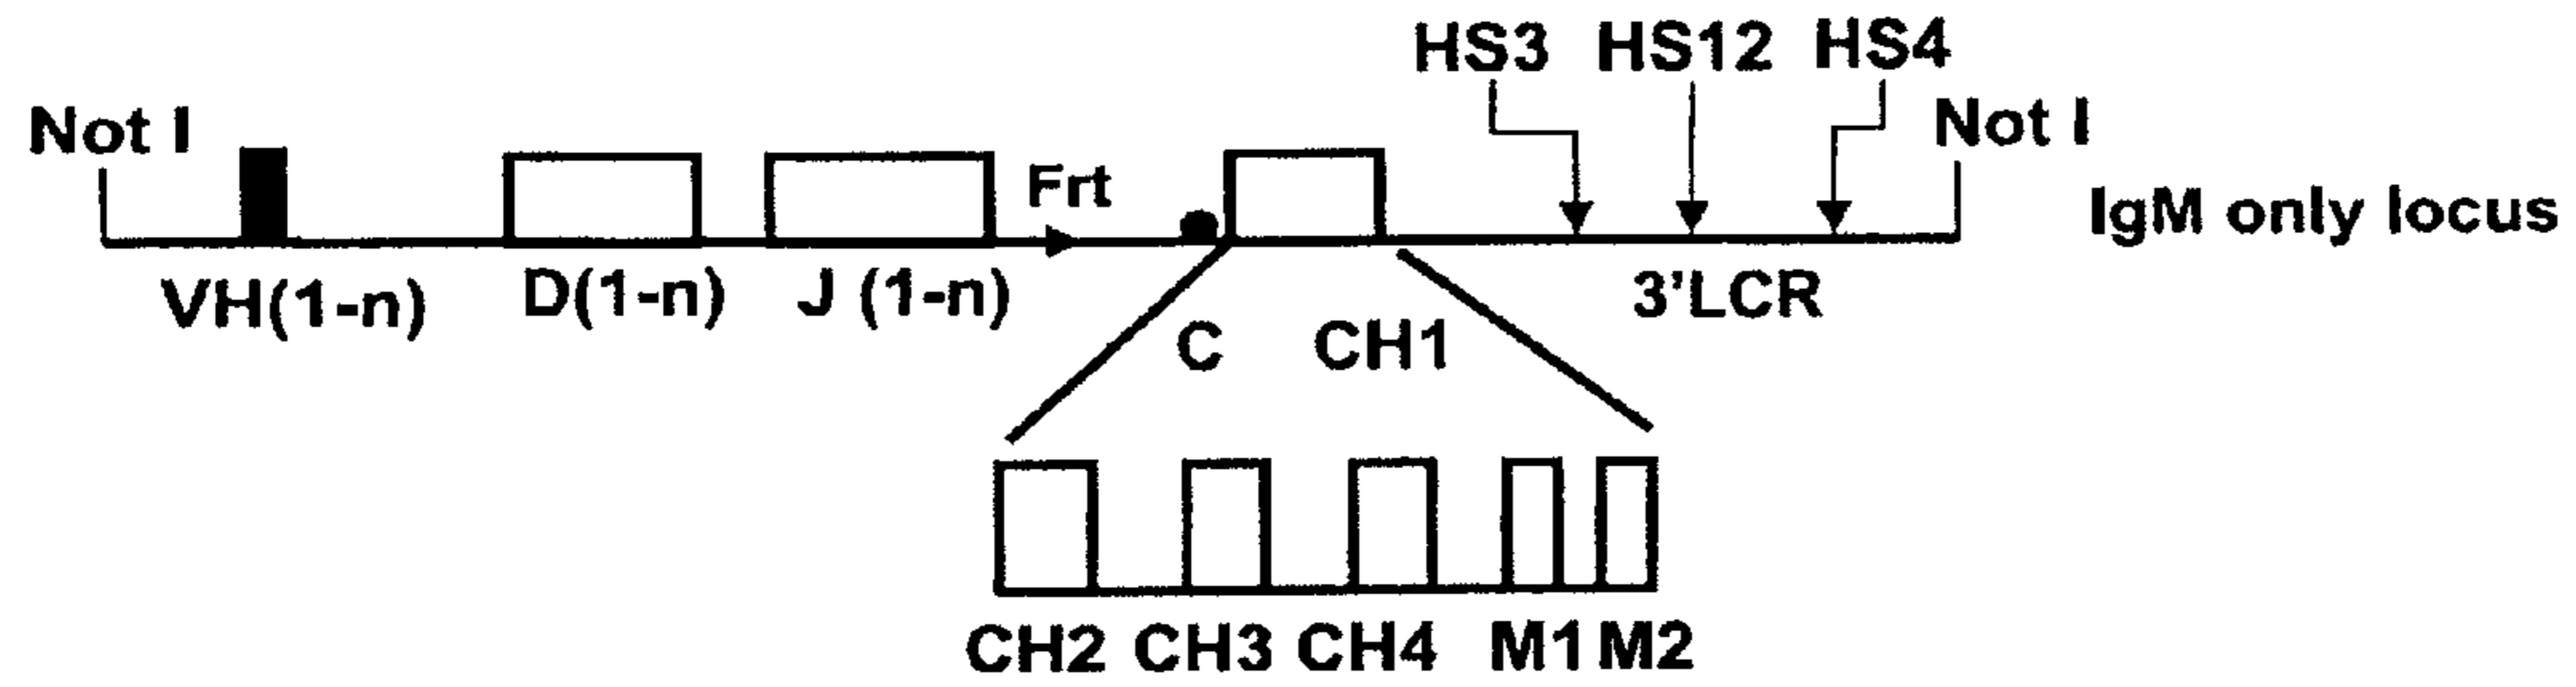 HS3 HS12 HS4
Not I Not I
Frt
IgM only locus
VH(1-n) D(1-n) J (1-n) 3’LCR
C CH1
CH2 CH3 CH4 M1 M2